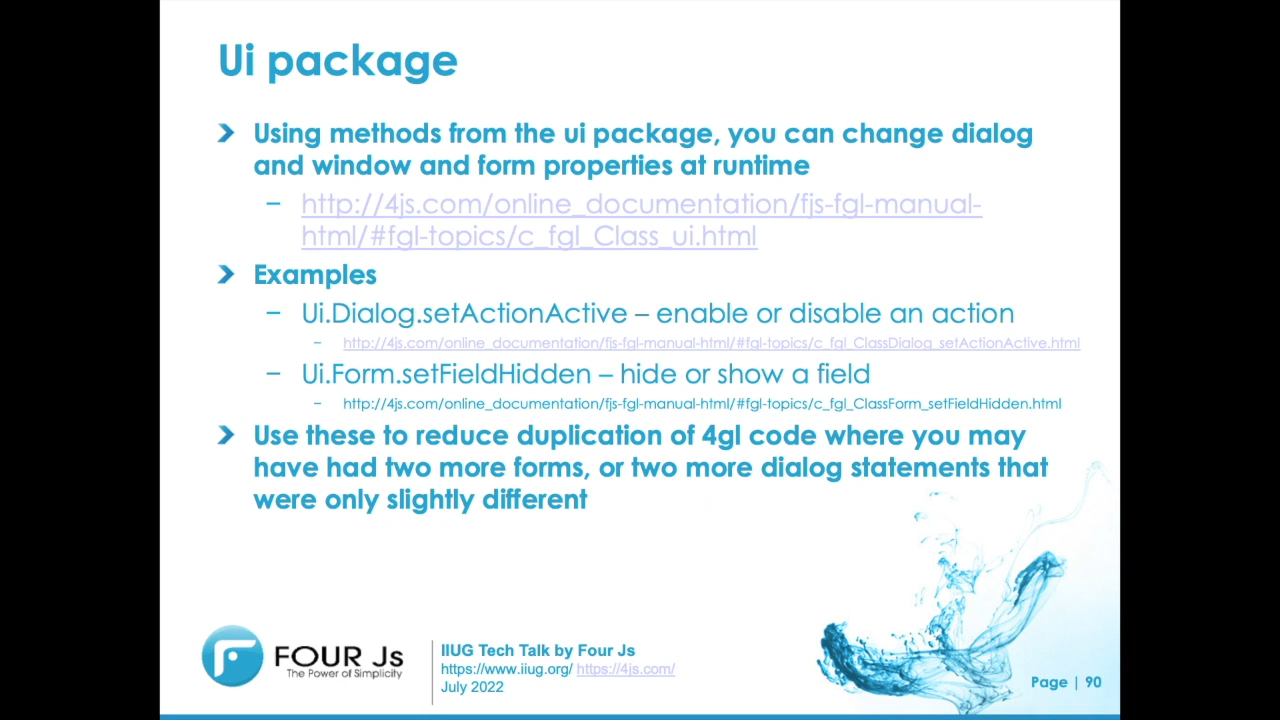 Ui package
Using methods from the ui package, you can change dialog
and window and form properties at runtime
– http://4js.com/online_documentation/fjs-fgl-manual-
html/#fgl-topics/c_fgl_Class_ui.html
Examples
– Ui.Dialog.setActionActive – enable or disable an action
– http://4js.com/online_documentation/fjs-fgl-manual-html/#fgl-topics/c_fgl_ClassDialog_setActionActive.html
– Ui.Form.setFieldHidden – hide or show a field
– http://4js.com/online_documentation/fjs-fgl-manual-html/#fgl-topics/c_fgl_ClassForm_setFieldHidden.html
Use these to reduce duplication of 4gl code where you may
have had two more forms, or two more dialog statements that
were only slightly different
FOUR Js
The Power of Simplicity
IIUG Tech Talk by Four Js
https://www.iiug.org/ https://4js.com/
July 2022
Page | 90